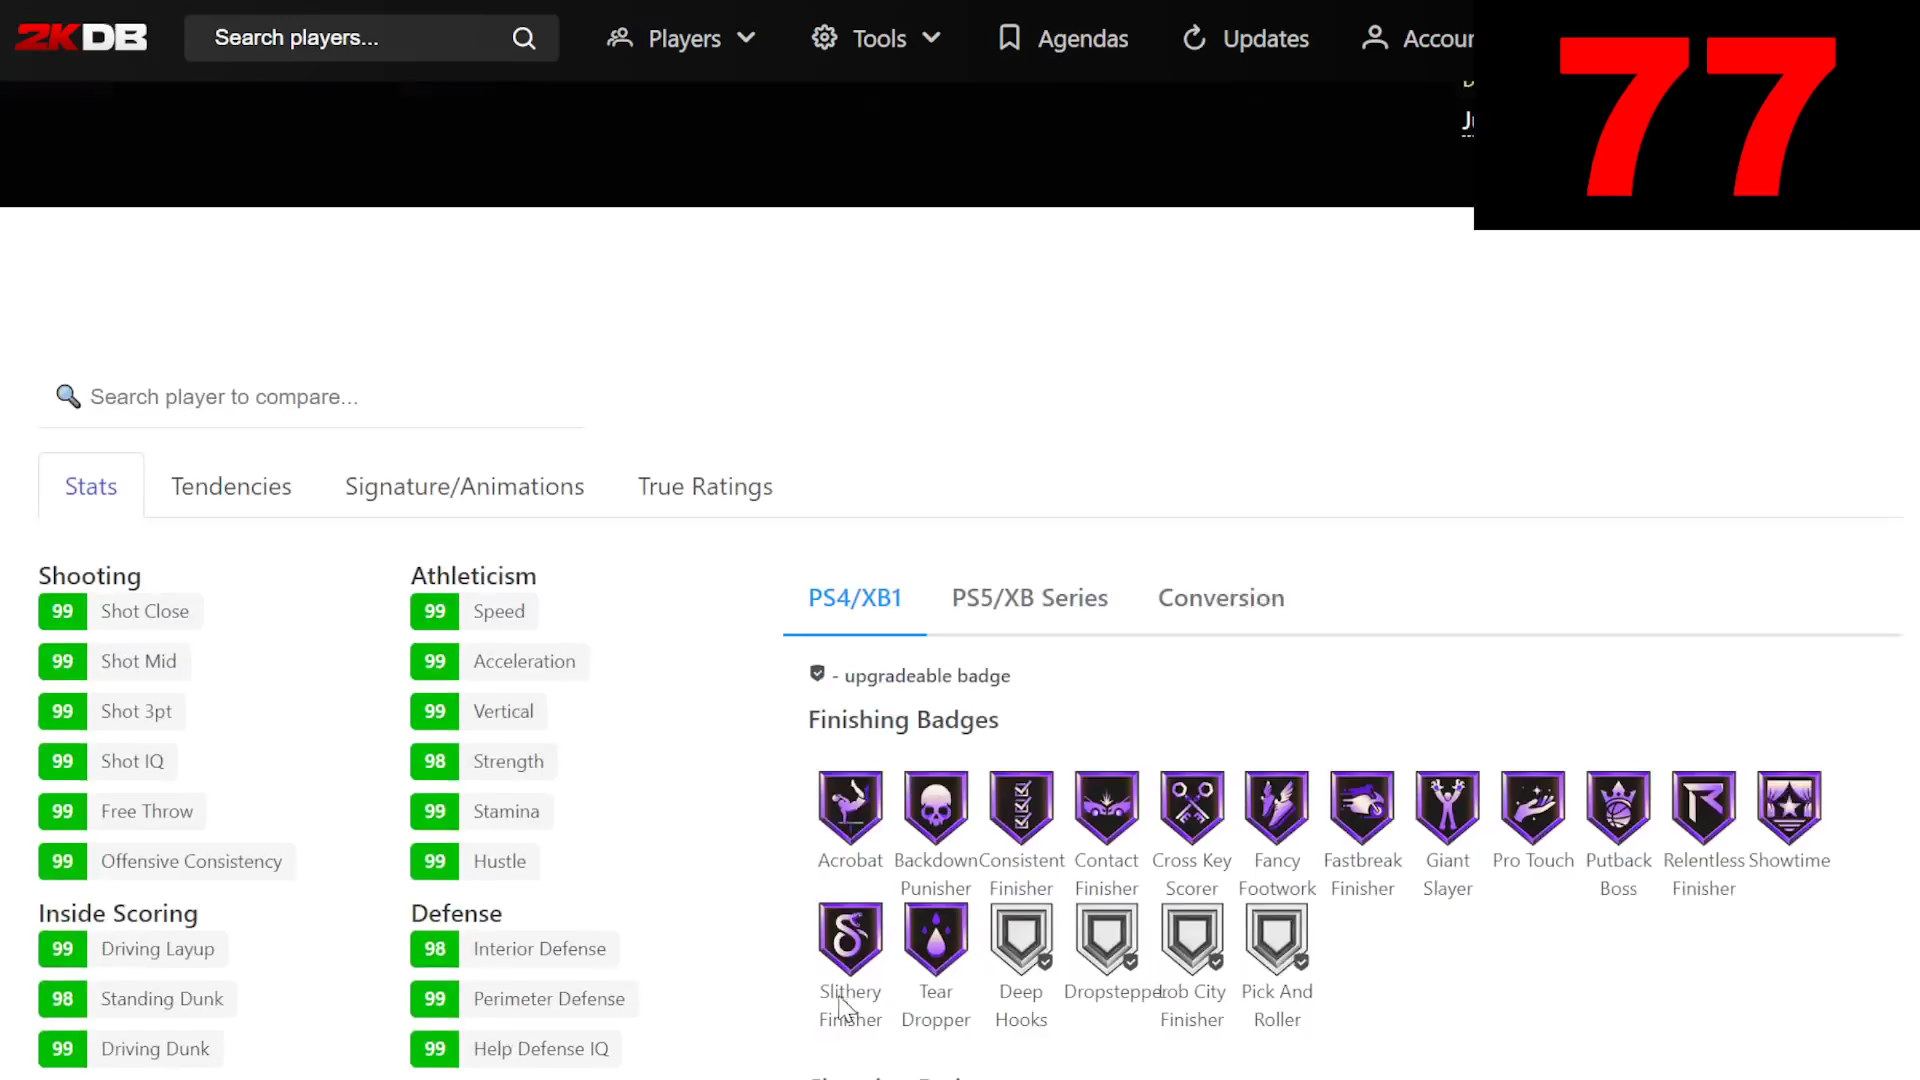 2KDB
Search players...
Players
Tools
Agendas
Updates
Accoun
77
Search player to compare...
Stats
Tendencies
Signature/Animations
True Ratings
Shooting
99 Shot Close
99 Shot Mid
99 Shot 3pt
99 Shot IQ
99 Free Throw
99 Offensive Consistency
Inside Scoring
99 Driving Layup
98 Standing Dunk
99 Driving Dunk
Athleticism
99 Speed
99 Acceleration
99 Vertical
98 Strength
99 Stamina
99 Hustle
Defense
98 Interior Defense
99 Perimeter Defense
99 Help Defense IQ
PS4/XB1
PS5/XB Series
Conversion
- upgradeable badge
Finishing Badges
Acrobat
Backdown
Punisher
Consistent
Finisher
Contact
Finisher
Cross Key
Scorer
Fancy
Footwork
Fastbreak
Finisher
Giant
Slayer
Pro Touch
Putback
Boss
Relentless
Finisher
Showtime
Slithery
Finisher
Tear
Dropper
Deep
Hooks
Dropstepper
Lob City
Finisher
Pick And
Roller